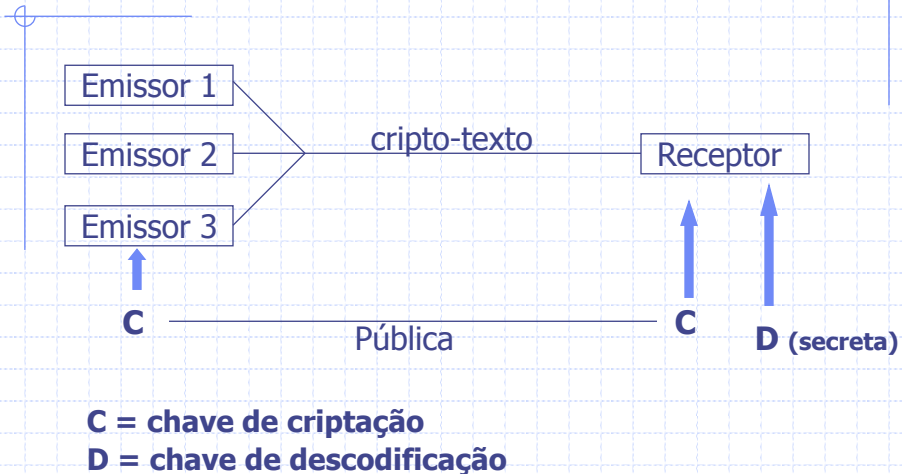 Emissor 1
cripto-texto
Emissor 2
Receptor
Emissor 3
C
Pública
C
D (secreta)
C = chave de criptação
D = chave de descodificação